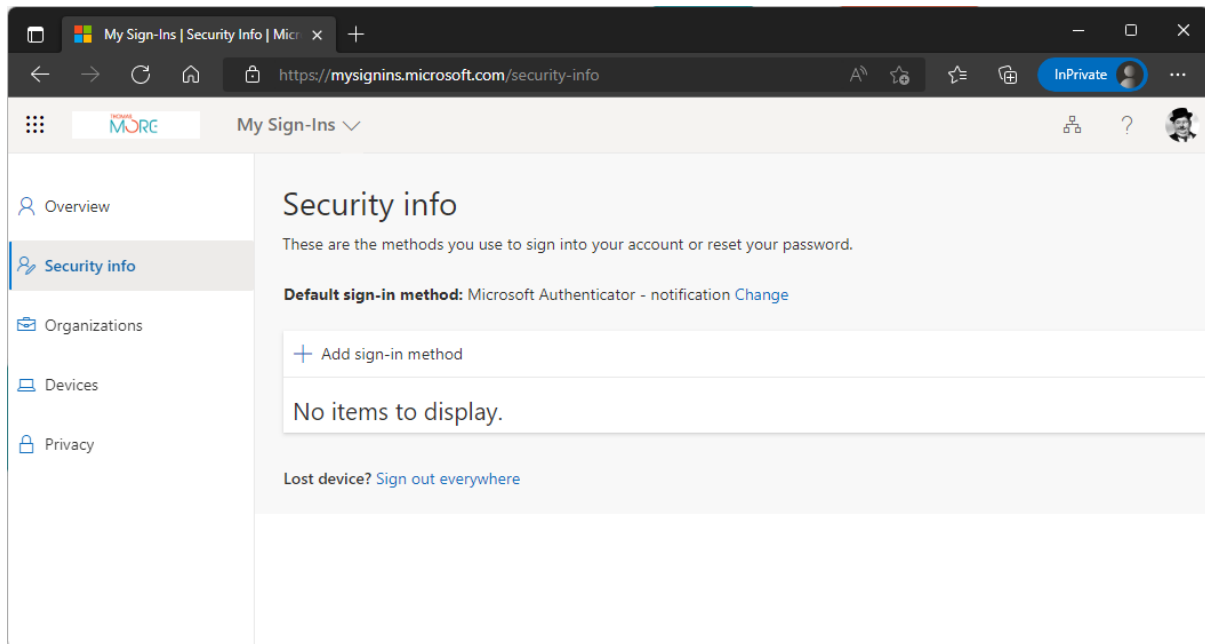 My Sign-Ins | Security Info | Micr
https://mysignins.microsoft.com/security-info
InPrivate
THOMAS
MORE
My Sign-Ins
?
Overview
Security info
Organizations
Devices
Privacy
Security info
These are the methods you use to sign into your account or reset your password.
Default sign-in method: Microsoft Authenticator - notification Change
Add sign-in method
No items to display.
Lost device? Sign out everywhere